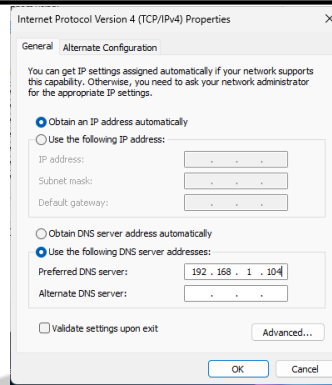 Internet Protocol Version 4 (TCP/IPv4) Properties
General
Alternate Configuration
You can get IP settings assigned automatically if your network supports
this capability. Otherwise, you need to ask your network administrator
for the appropriate IP settings.
Obtain an IP address automatically
Use the following IP address:
IP address:
Subnet mask:
Default gateway:
Obtain DNS server address automatically
Use the following DNS server addresses:
Preferred DNS server: 192 . 168 . 1 . 104
Alternate DNS server: . . .
Validate settings upon exit
Advanced...
OK
Cancel